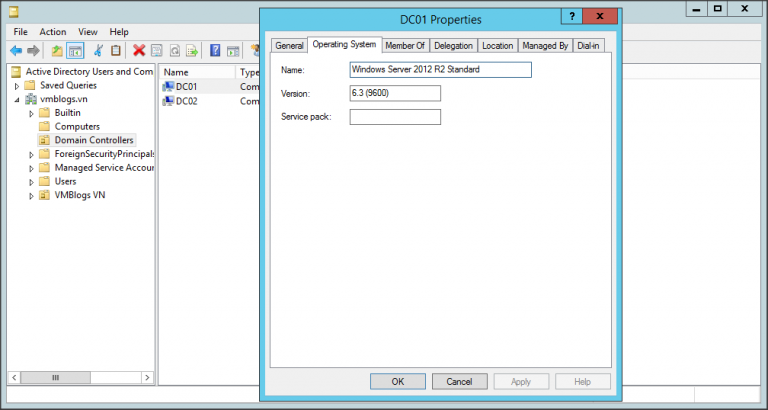 DC01 Properties
? x
File Action View Help
Active Directory Users and Com
Saved Queries
vmblogs.vn
Builtin
Computers
Domain Controllers
ForeignSecurityPrincipals
Managed Service Accou
Users
VMBlogs VN
Name Type
DC01 Com
DC02 Com
General Operating System Member Of Delegation Location Managed By Dial-in
Name: Windows Server 2012 R2 Standard
Version: 6.3 (9600)
Service pack:
OK Cancel Apply Help